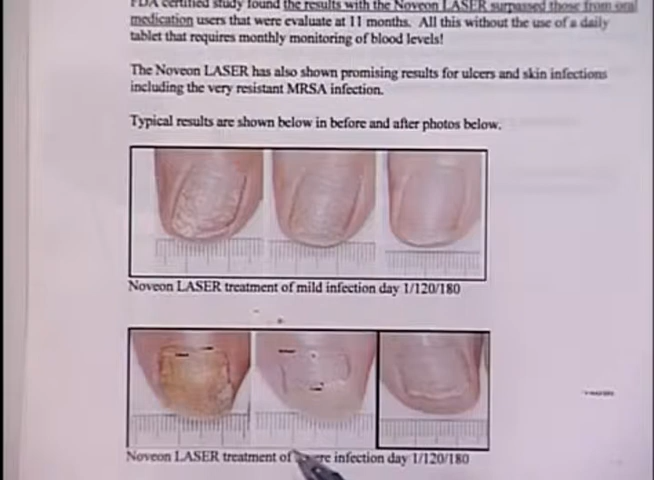 FDA certified study found the results with the Noveon LASER surpassed those from oral
medication users that were evaluate at 11 months. All this without the use of a daily
tablet that requires monthly monitoring of blood levels!
The Noveon LASER has also shown promising results for ulcers and skin infections
including the very resistant MRSA infection.
Typical results are shown below in before and after photos below.
Noveon LASER treatment of mild infection day 1/120/180
Noveon LASER treatment of infection day 1/120/180